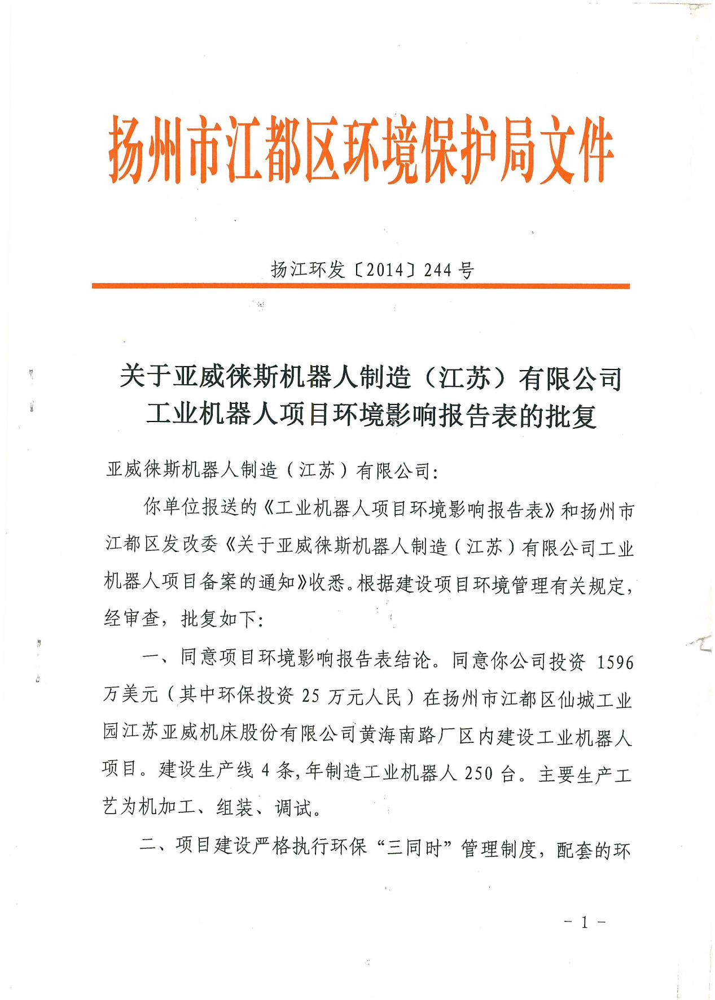 扬州市江都区环境保护局文件
扬江环发〔2014〕244号
关于亚威徕斯机器人制造（江苏）有限公司
工业机器人项目环境影响报告表的批复
亚威徕斯机器人制造（江苏）有限公司：
你单位报送的《工业机器人项目环境影响报告表》和扬州市
江都区发改委《关于亚威徕斯机器人制造（江苏）有限公司工业
机器人项目备案的通知》收悉。根据建设项目环境管理有关规定，
经审查，批复如下：
一、同意项目环境影响报告表结论。同意你公司投资 1596
万美元（其中环保投资 25 万元人民）在扬州市江都区仙城工业
园江苏亚威机床股份有限公司黄海南路厂区内建设工业机器人
项目。建设生产线 4 条,年制造工业机器人 250 台。主要生产工
艺为机加工、组装、调试。
二、项目建设严格执行环保“三同时”管理制度，配套的环
- 1 -